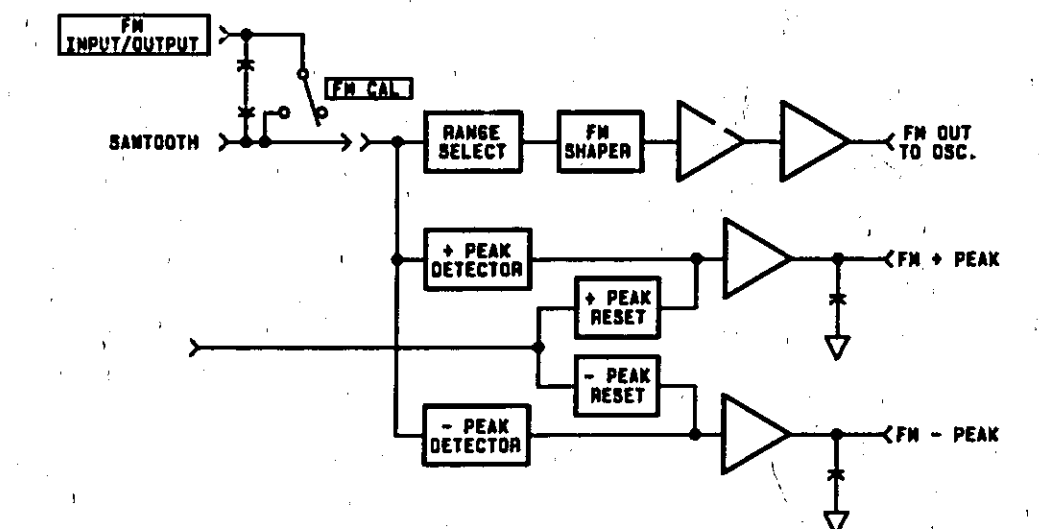 FM
INPUT/OUTPUT
FM CAL
SAWTOOTH
RANGE
SELECT
FM
SHAPER
FM OUT
TO OSC.
+ PEAK
DETECTOR
FM + PEAK
+ PEAK
RESET
- PEAK
RESET
- PEAK
DETECTOR
FM - PEAK